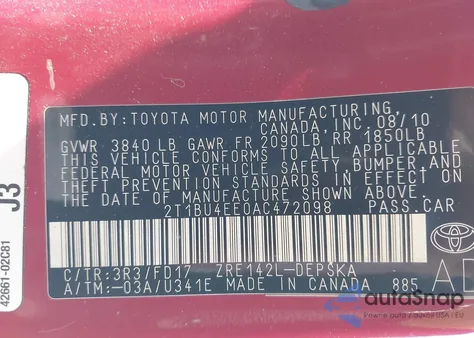 MFD.BY:TOYOTA MOTOR MANUFACTURING,
CANADA, INC. 08/10
GVWR 3840 LB GAWR FR 2090LB, RR 1850LB
THIS VEHICLE CONFORMS TO ALL APPLICABLE
FEDERAL MOTOR VEHICLE SAFETY, BUMPER AND
THEFT PREVENTION STANDARDS IN EFFECT ON
THE DATE OF MANUFACTURE SHOWN ABOVE.
2T1BU4EE0AC472098 PASS.CAR
C/TR:3R3/FD17 ZRE142L-DEPSKA
A/TM:-03A/U341E MADE IN CANADA 885
TOYOTA
J3
42661-02C81
autoSnap